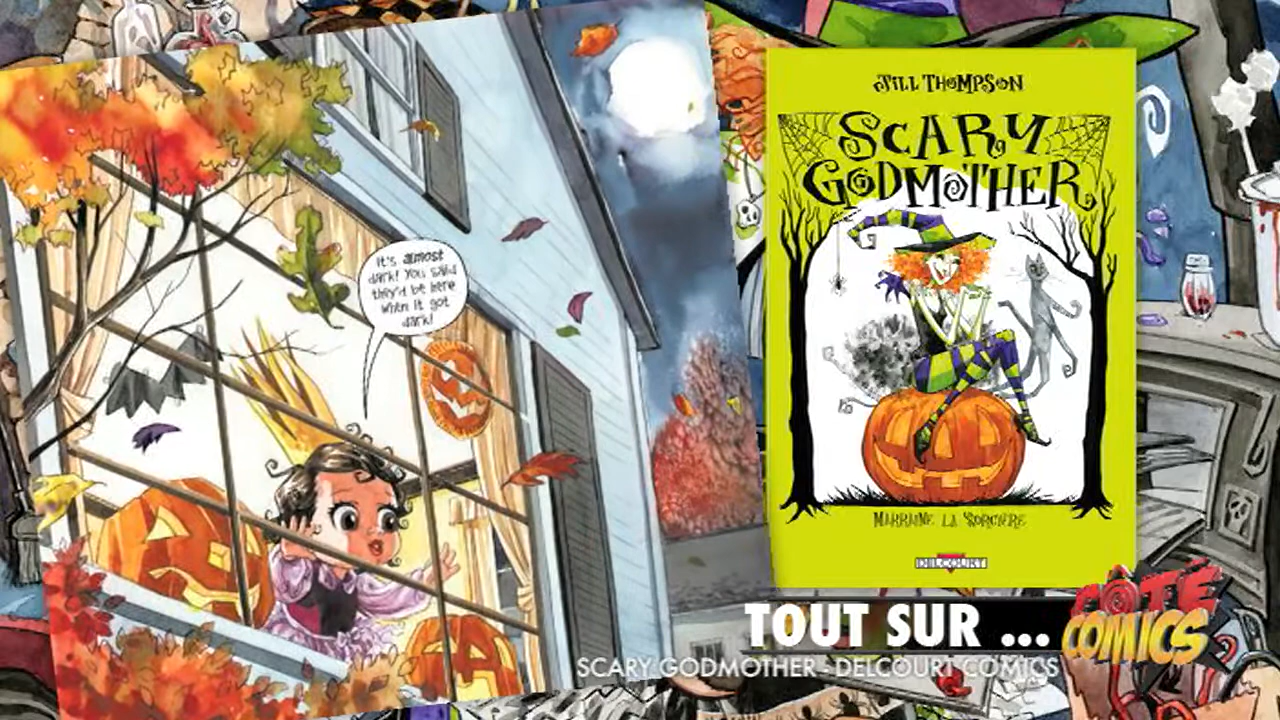 It's almost
dark! You said
they'd be here
when it got
dark!
JILL THOMPSON
SCARY
GODMOTHER
MARRAINE LA SORCIÈRE
DELCOURT
TOUT SUR ...
CÔTÉ
COMICS
SCARY GODMOTHER - DELCOURT COMICS